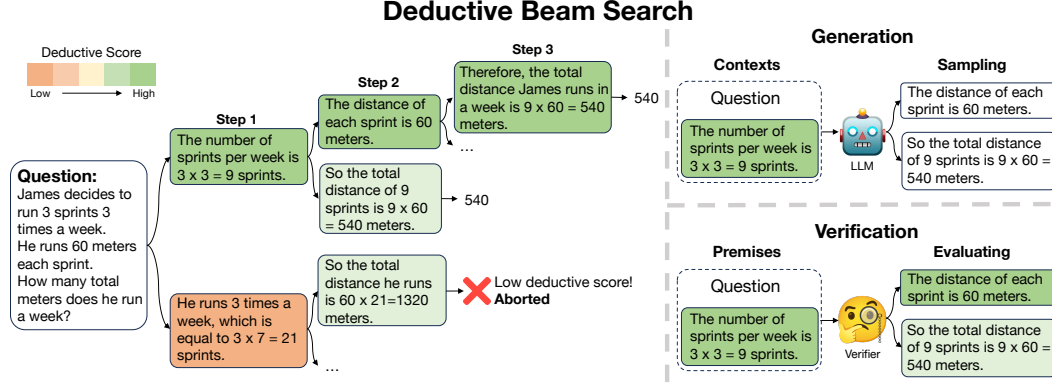 Deductive Beam Search
Deductive Score
Low
High
Question:
James decides to
run 3 sprints 3
times a week.
He runs 60 meters
each sprint.
How many total
meters does he run
a week?
Step 1
The number of
sprints per week is
3 x 3 = 9 sprints.
He runs 3 times a
week, which is
equal to 3 x 7 = 21
sprints.
Step 2
The distance of
each sprint is 60
meters.
So the total
distance of 9
sprints is 9 x 60
= 540 meters.
540
So the total
distance he runs
is 60 x 21=1320
meters.
...
Low deductive score!
Aborted
Step 3
Therefore, the total
distance James runs in
a week is 9 x 60 = 540
meters.
540
...
Generation
Contexts
Question
The number of
sprints per week is
3 x 3 = 9 sprints.
LLM
Sampling
The distance of each
sprint is 60 meters.
So the total distance
of 9 sprints is 9 x 60 =
540 meters.
Verification
Premises
Question
The number of
sprints per week is
3 x 3 = 9 sprints.
Verifier
Evaluating
The distance of each
sprint is 60 meters.
So the total distance
of 9 sprints is 9 x 60 =
540 meters.